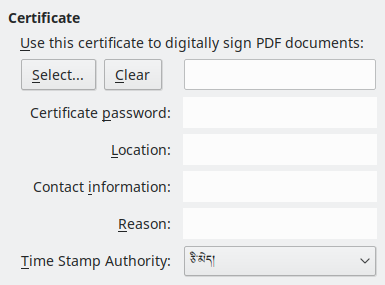 Certificate
Use this certificate to digitally sign PDF documents:
Select... Clear
Certificate password:
Location:
Contact information:
Reason:
Time Stamp Authority: ཅི་མེད།